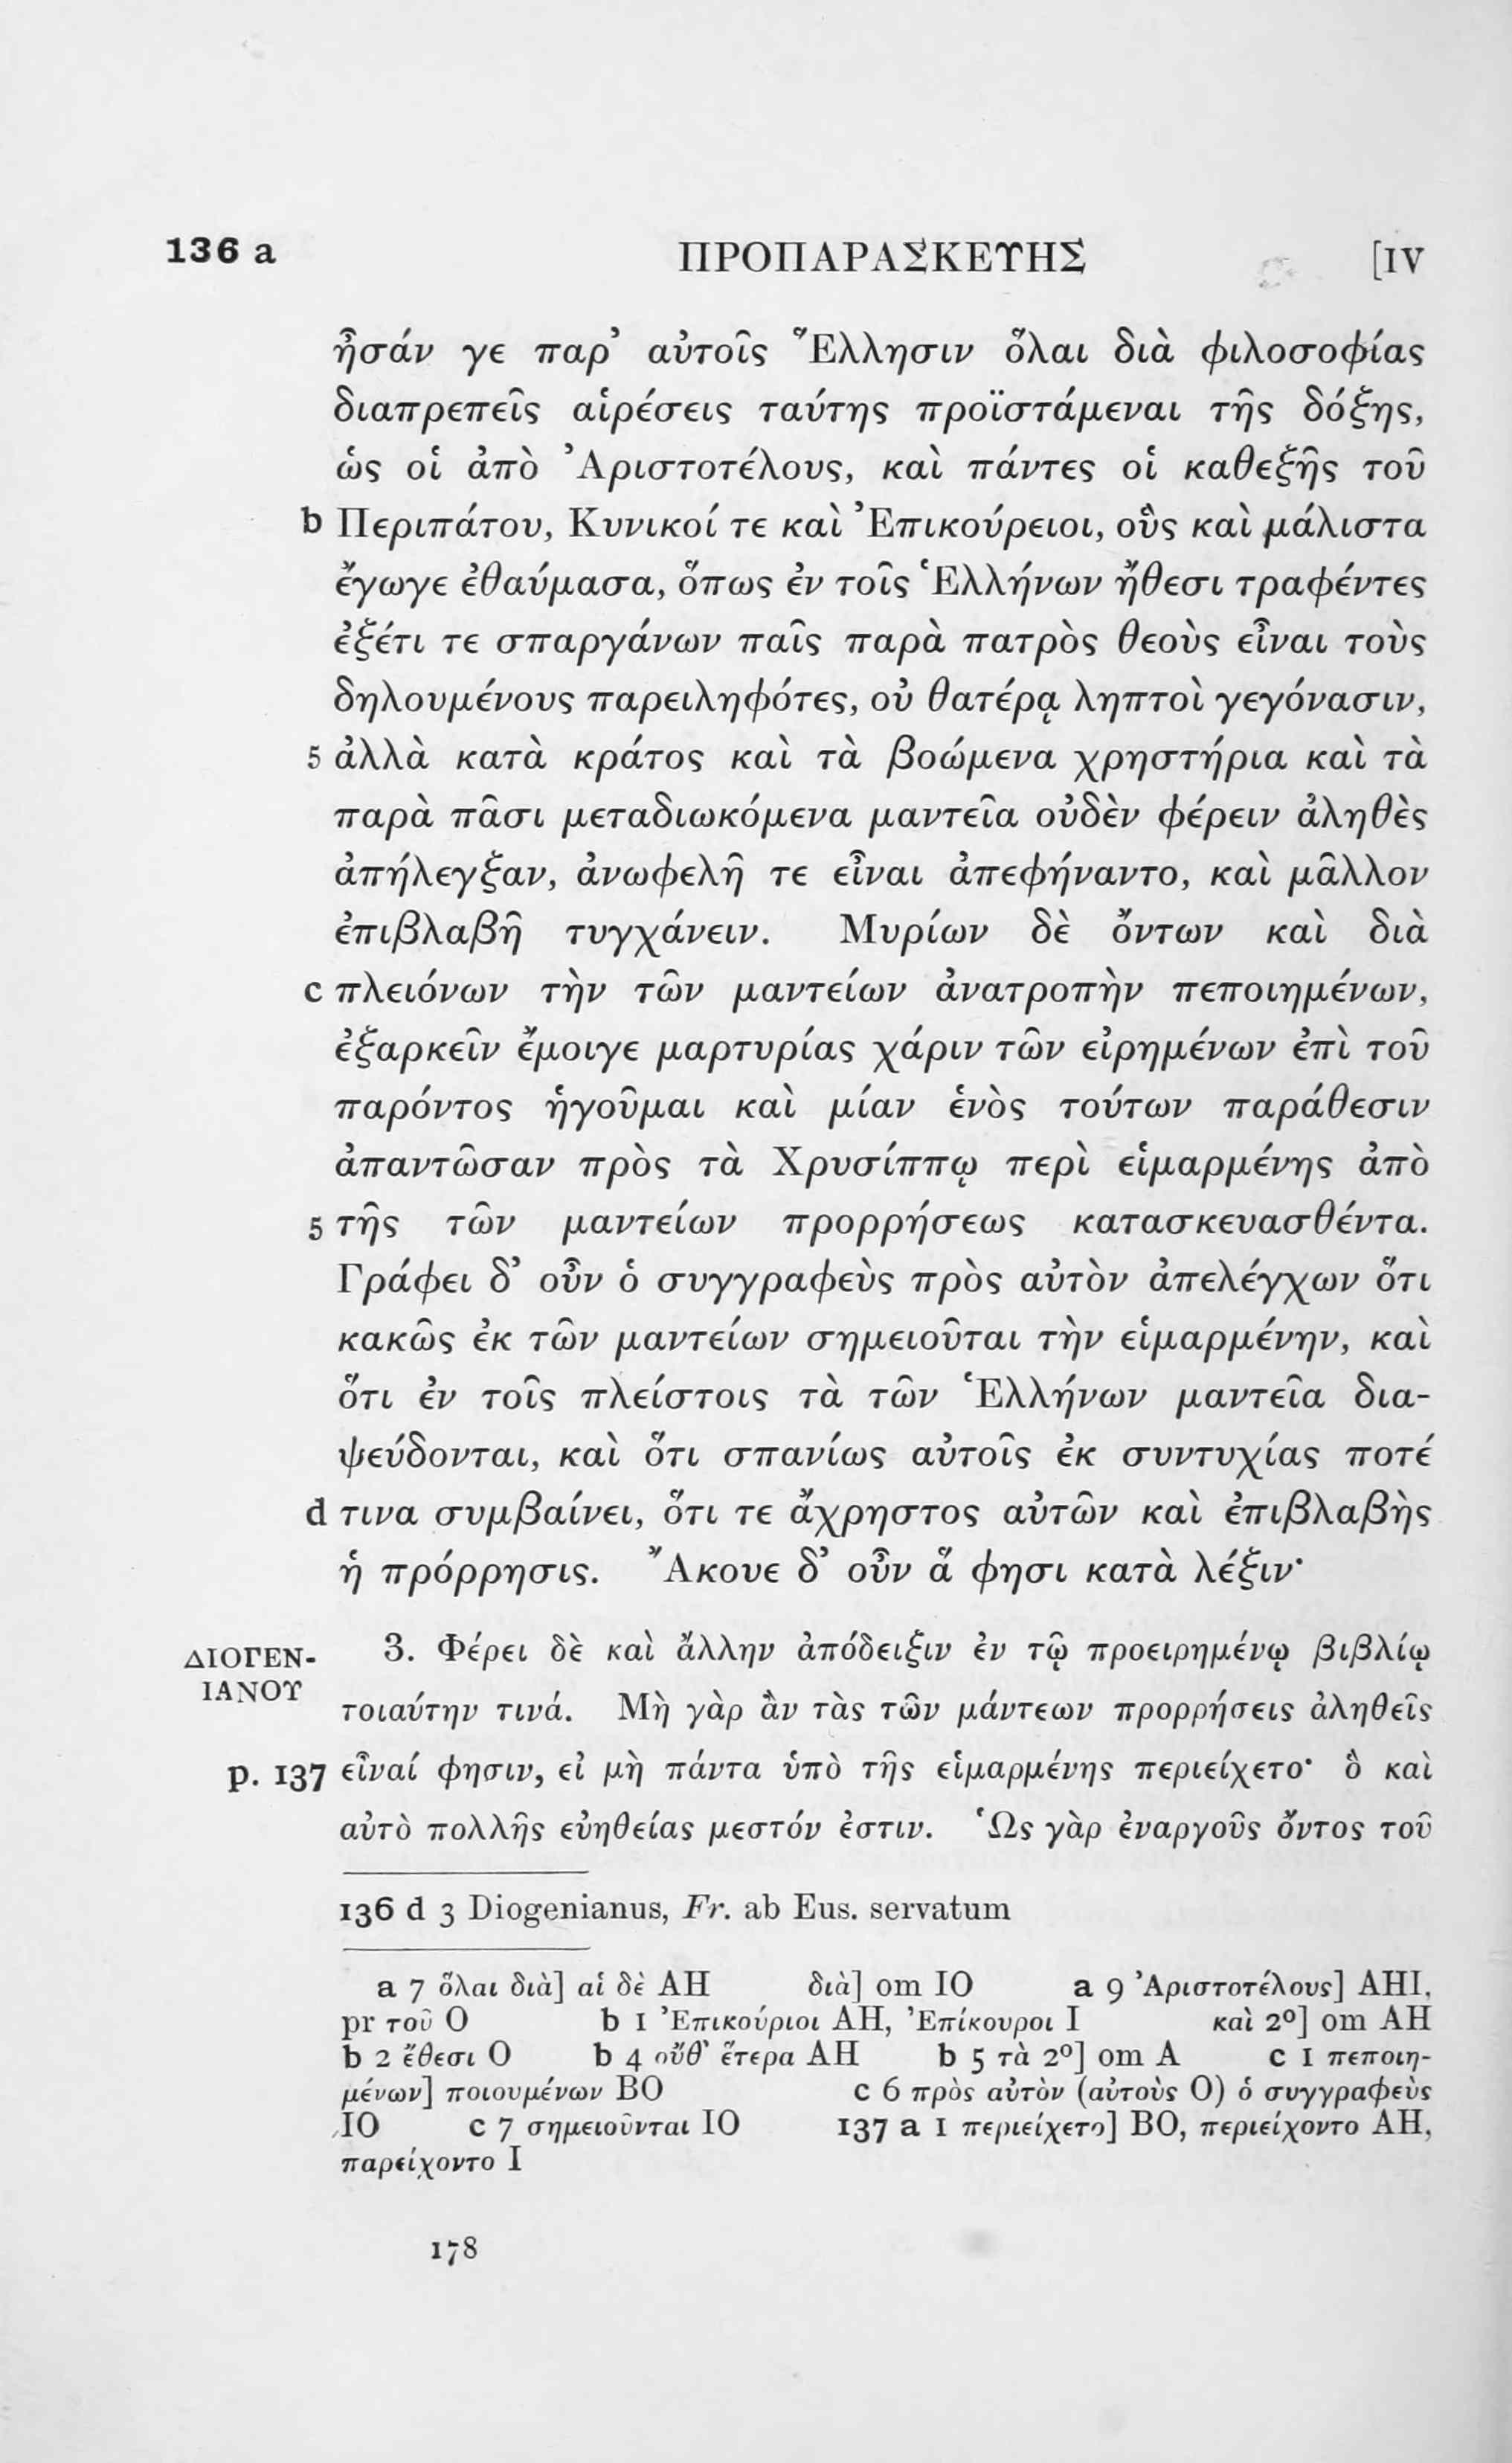 136 a ΠΡΟΠΑΡΑΣΚΕΥΗΣ [IV
ἦσάν γε παρ’ αὐτοῖς Ἕλλησιν ὅλαι διὰ φιλοσοφίας
διαπρεπεῖς αἱρέσεις ταύτης προϊστάμεναι τῆς δόξης,
ὡς οἱ ἀπὸ Ἀριστοτέλους, καὶ πάντες οἱ καθεξῆς τοῦ
b Περιπάτου, Κυνικοί τε καὶ Ἐπικούρειοι, οὓς καὶ μάλιστα
ἔγωγε ἐθαύμασα, ὅπως ἐν τοῖς Ἑλλήνων ἤθεσι τραφέντες
ἐξέτι τε σπαργάνων παῖς παρὰ πατρὸς θεοὺς εἶναι τοὺς
δηλουμένους παρειληφότες, οὐ θατέρᾳ ληπτοὶ γεγόνασιν,
5 ἀλλὰ κατὰ κράτος καὶ τὰ βοώμενα χρηστήρια καὶ τὰ
παρὰ πᾶσι μεταδιωκόμενα μαντεῖα οὐδὲν φέρειν ἀληθὲς
ἀπήλεγξαν, ἀνωφελῆ τε εἶναι ἀπεφήναντο, καὶ μᾶλλον
ἐπιβλαβῆ τυγχάνειν. Μυρίων δὲ ὄντων καὶ διὰ
c πλειόνων τὴν τῶν μαντείων ἀνατροπὴν πεποιημένων,
ἐξαρκεῖν ἔμοιγε μαρτυρίας χάριν τῶν εἰρημένων ἐπὶ τοῦ
παρόντος ἡγοῦμαι καὶ μίαν ἑνὸς τούτων παράθεσιν
ἀπαντῶσαν πρὸς τὰ Χρυσίππῳ περὶ εἱμαρμένης ἀπὸ
5 τῆς τῶν μαντείων προρρήσεως κατασκευασθέντα.
Γράφει δ’ οὖν ὁ συγγραφεὺς πρὸς αὐτὸν ἀπελέγχων ὅτι
κακῶς ἐκ τῶν μαντείων σημειοῦται τὴν εἱμαρμένην, καὶ
ὅτι ἐν τοῖς πλείστοις τὰ τῶν Ἑλλήνων μαντεῖα δια-
ψεύδονται, καὶ ὅτι σπανίως αὐτοῖς ἐκ συντυχίας ποτέ
d τινα συμβαίνει, ὅτι τε ἄχρηστος αὐτῶν καὶ ἐπιβλαβὴς
ἡ πρόρρησις. Ἄκουε δ’ οὖν ἅ φησι κατὰ λέξιν·
ΔΙΟΓΕΝ- 3. Φέρει δὲ καὶ ἄλλην ἀπόδειξιν ἐν τῷ προειρημένῳ βιβλίῳ
ΙΑΝΟΥ τοιαύτην τινά. Μὴ γὰρ ἂν τὰς τῶν μάντεων προρρήσεις ἀληθεῖς
p. 137 εἶναί φησιν, εἰ μὴ πάντα ὑπὸ τῆς εἱμαρμένης περιείχετο· ὃ καὶ
αὐτὸ πολλῆς εὐηθείας μεστόν ἐστιν. Ὡς γὰρ ἐναργοῦς ὄντος τοῦ
136 d 3 Diogenianus, Fr. ab Eus. servatum
a 7 ὅλαι διὰ] αἱ δὲ AH διὰ] om IO a 9 Ἀριστοτέλους] AHI,
pr τοῦ O b 1 Ἐπικούριοι AH, Ἐπίκουροι I καὶ 2º] om AH
b 2 ἔθεσι O b 4 οὔθ’ ἕτερα AH b 5 τὰ 2º] om A c 1 πεποιη-
μένων] ποιουμένων BO c 6 πρὸς αὐτὸν (αὐτοὺς O) ὁ συγγραφεὺς
IO c 7 σημειοῦνται IO 137 a 1 περιείχετο] BO, περιείχοντο AH,
παρείχοντο I
178